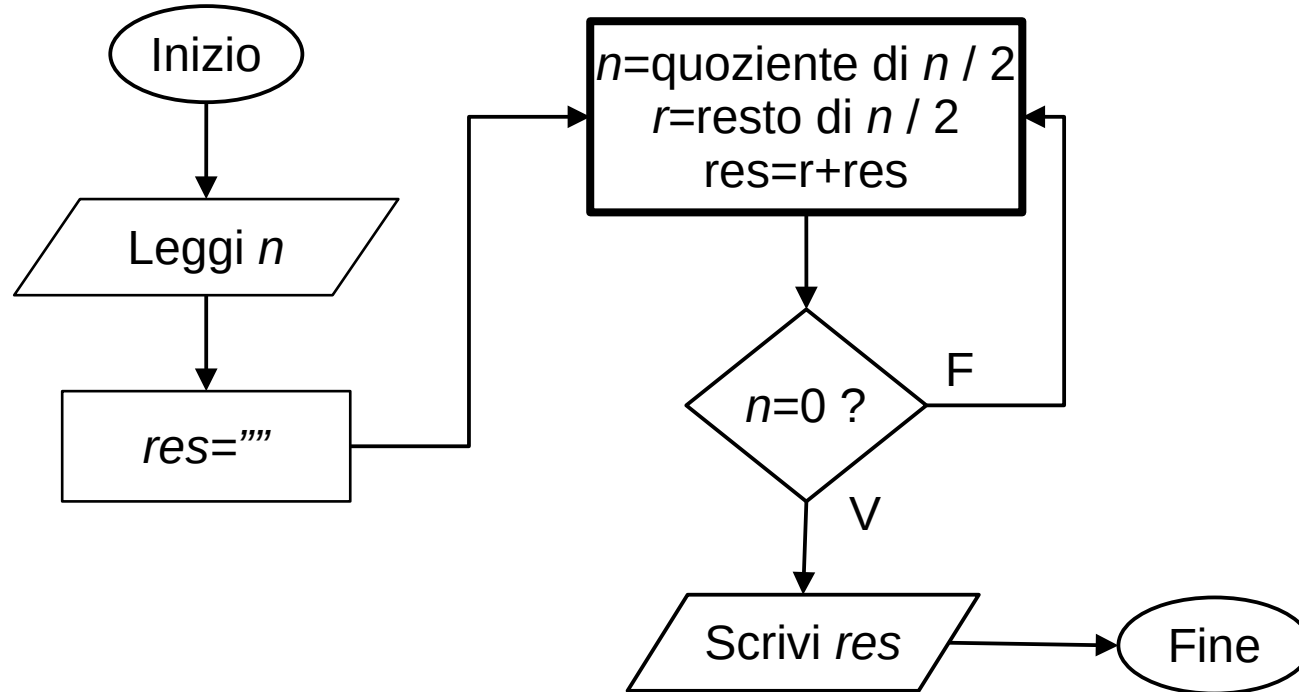 Inizio
Leggi n
res=””
n=quoziente di n / 2
r=resto di n / 2
res=r+res
n=0 ?
F
V
Scrivi res
Fine